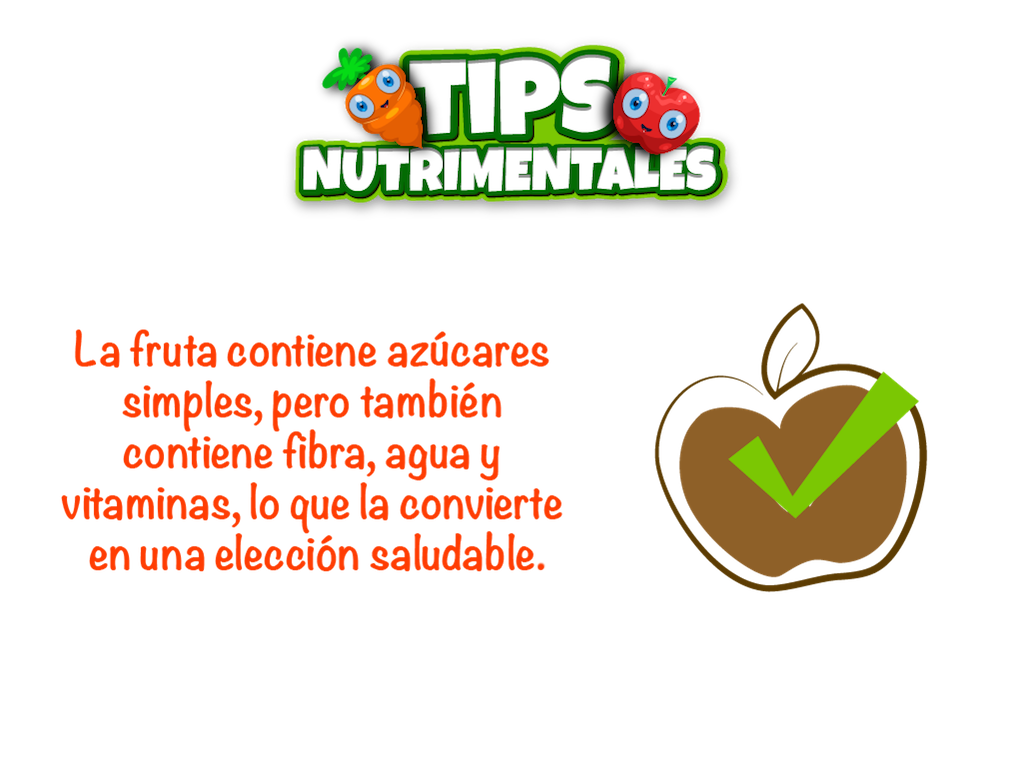 TIPS
NUTRIMENTALES
La fruta contiene azúcares
simples, pero también
contiene fibra, agua y
vitaminas, lo que la convierte
en una elección saludable.